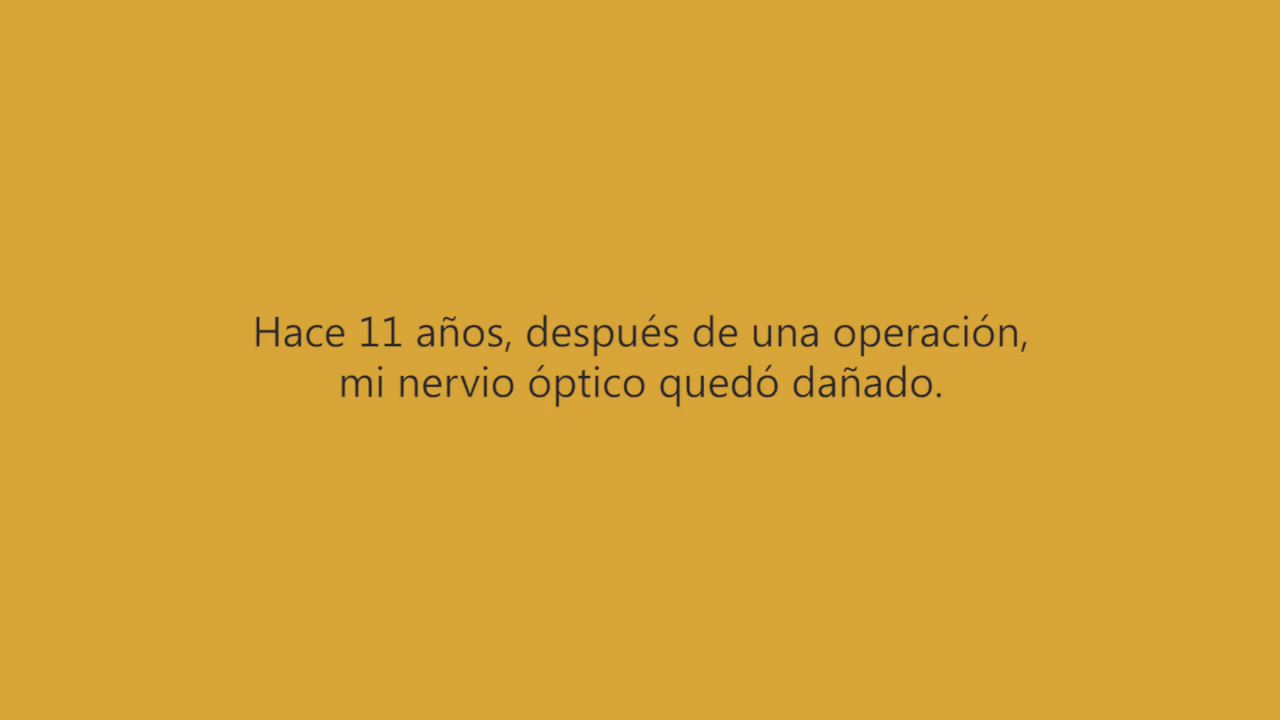 Hace 11 años, después de una operación,
mi nervio óptico quedó dañado.